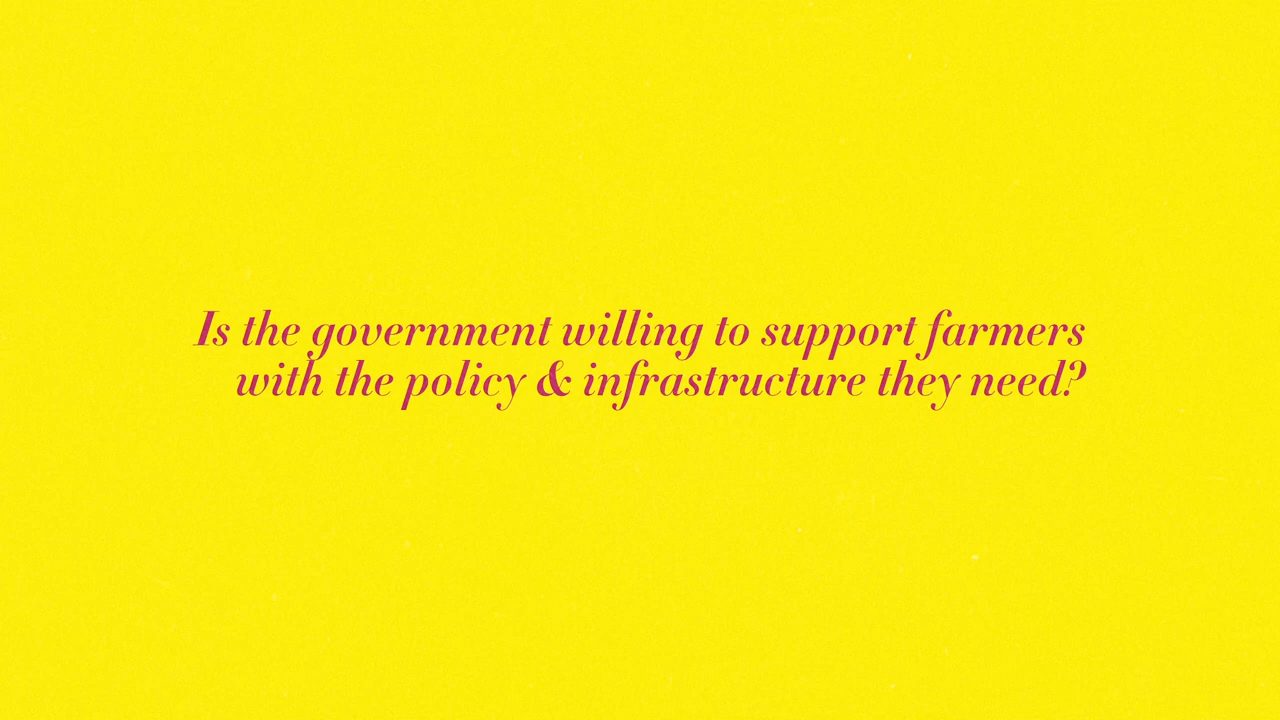 Is the government willing to support farmers
with the policy & infrastructure they need?